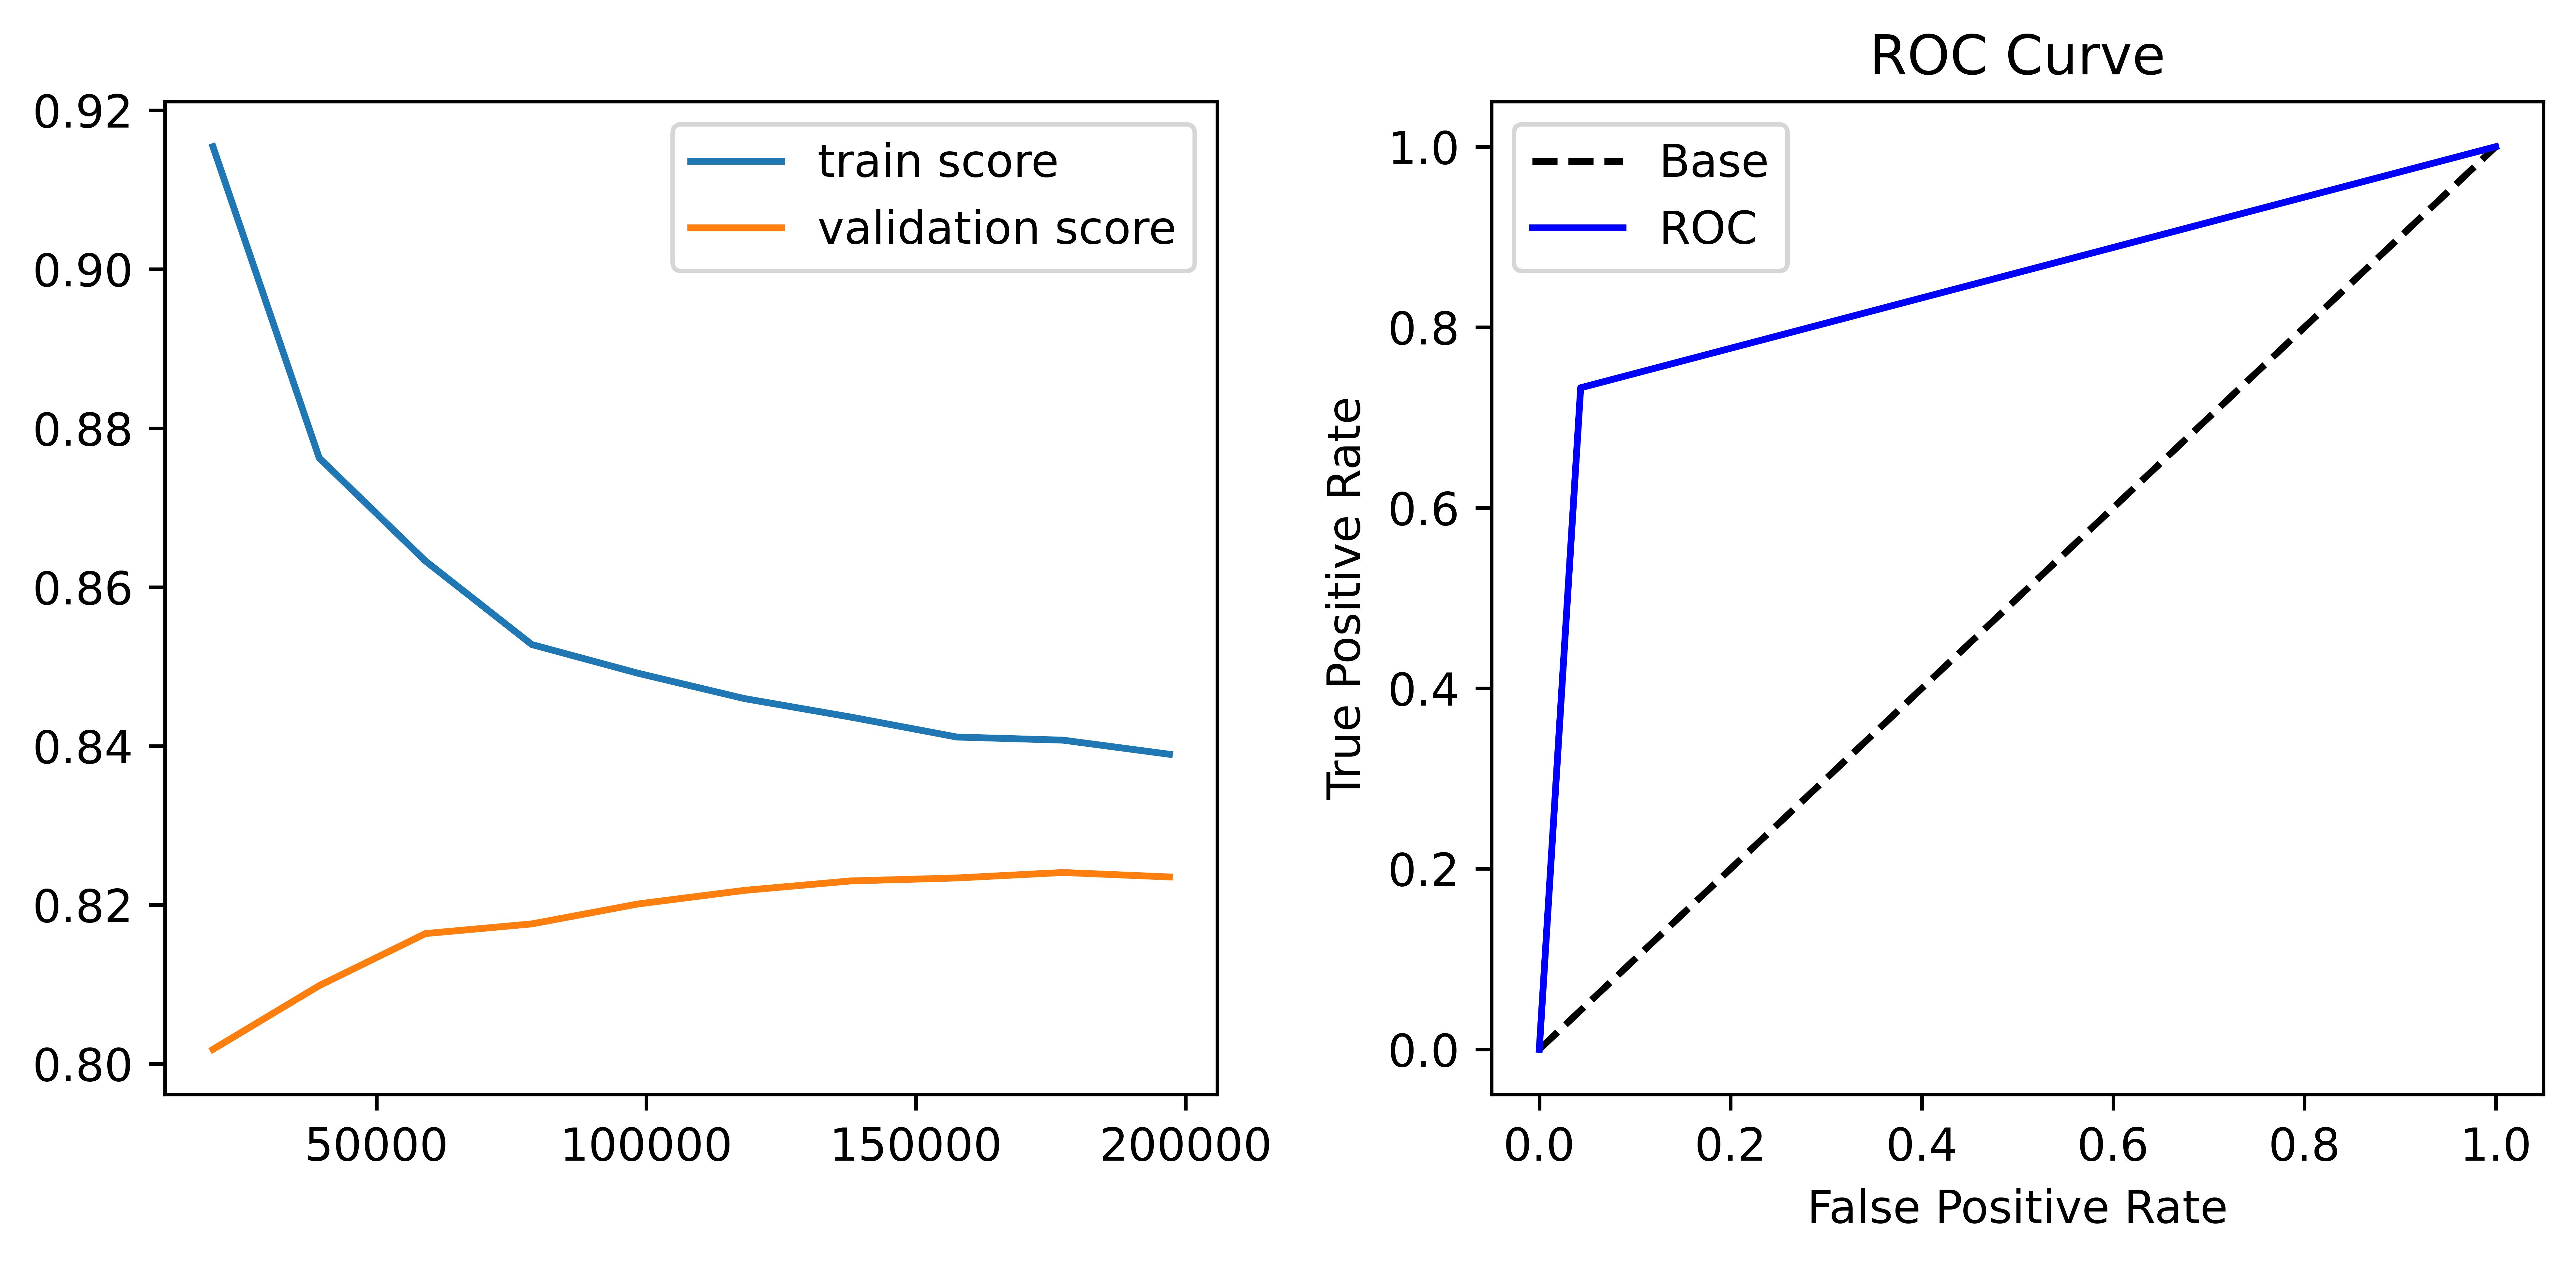 0.92
0.90
0.88
0.86
0.84
0.82
0.80
50000 100000 150000 200000
train score
validation score
ROC Curve
True Positive Rate
1.0
0.8
0.6
0.4
0.2
0.0
0.0 0.2 0.4 0.6 0.8 1.0
False Positive Rate
Base
ROC